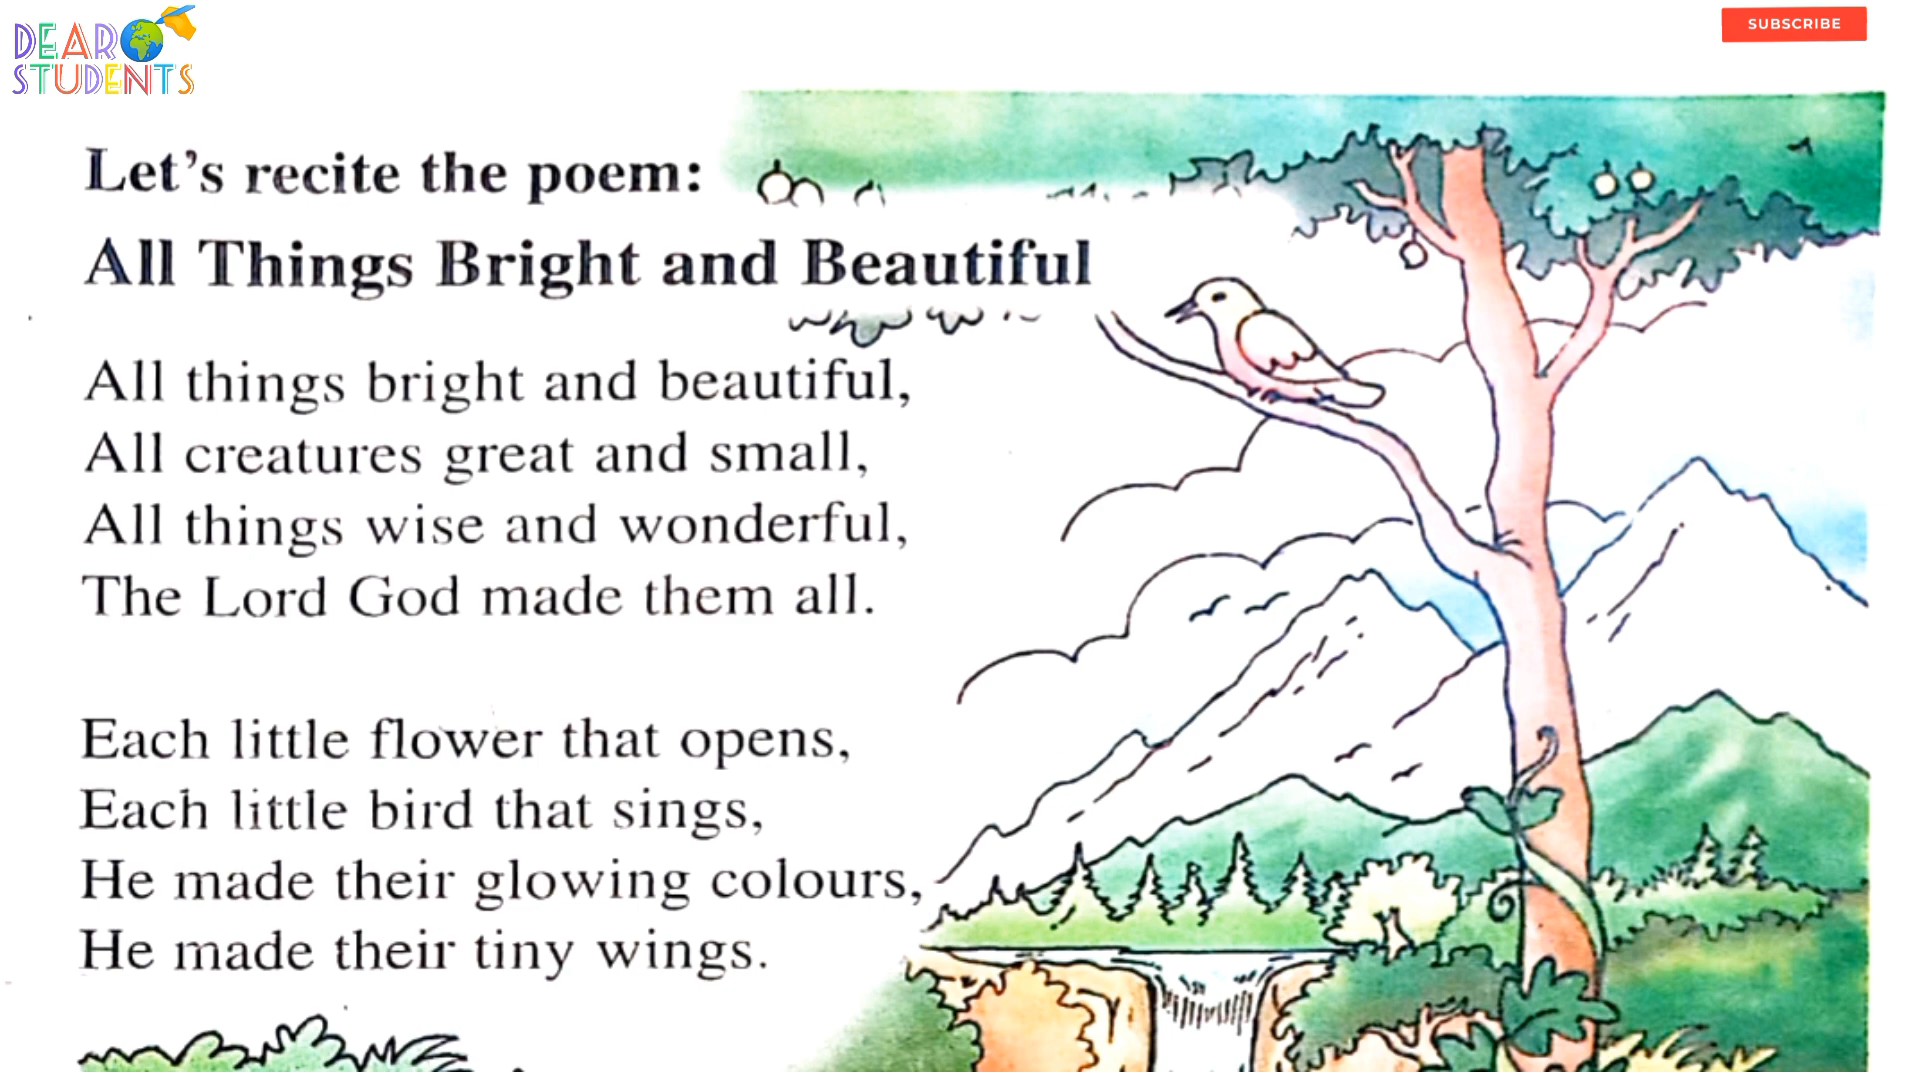 DEAR
STUDENTS
SUBSCRIBE
Let's recite the poem:
All Things Bright and Beautiful
All things bright and beautiful,
All creatures great and small,
All things wise and wonderful,
The Lord God made them all.
Each little flower that opens,
Each little bird that sings,
He made their glowing colours,
He made their tiny wings.